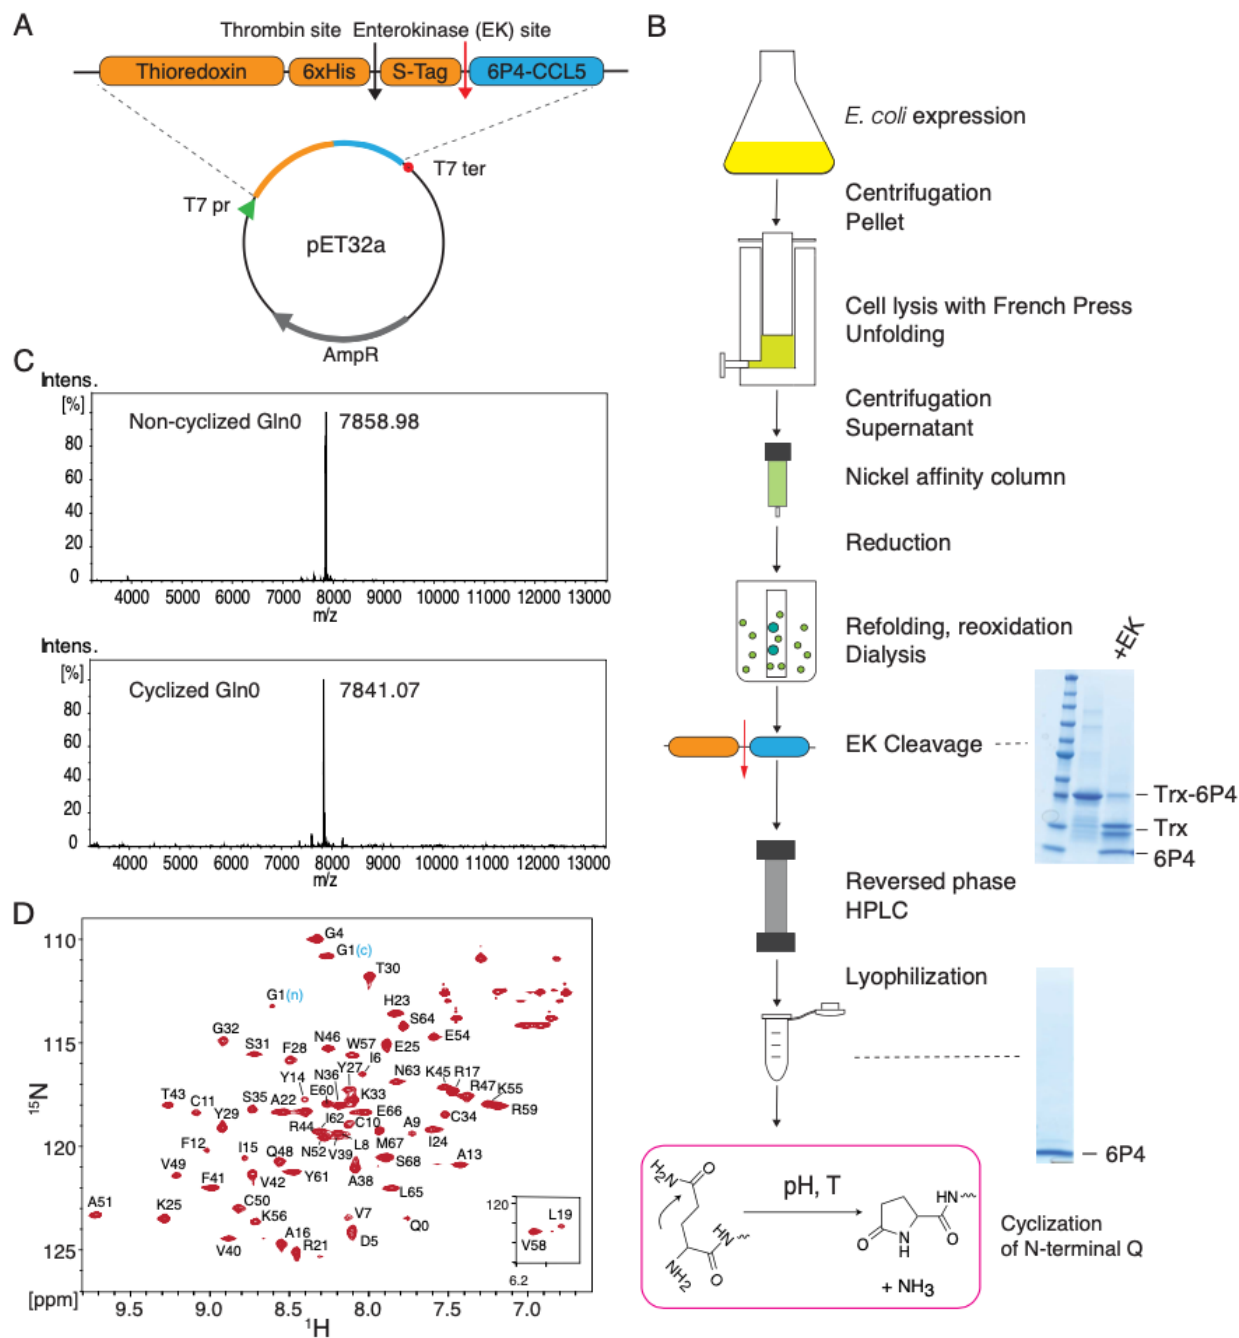 A
Thrombin site
Enterokinase (EK) site
Thioredoxin
6xHis
S-Tag
6P4-CCL5
T7 pr
T7 ter
pET32a
AmpR
B
E. coli expression
Centrifugation
Pellet
Cell lysis with French Press
Unfolding
Centrifugation
Supernatant
Nickel affinity column
Reduction
Refolding, reoxidation
Dialysis
EK Cleavage
+EK
Trx-6P4
Trx
6P4
Reversed phase
HPLC
Lyophilization
6P4
H2N
O
pH, T
HN
NH2
O
O
N
H
HN
O
+ NH3
Cyclization
of N-terminal Q
C
Intens.
[%]
Non-cyclized Gln0
7858.98
80
60
40
20
0
4000 5000 6000 7000 8000 9000 10000 11000 12000 13000
m/z
Intens.
[%]
Cyclized Gln0
7841.07
80
60
40
20
0
4000 5000 6000 7000 8000 9000 10000 11000 12000 13000
m/z
D
110
115
120
125
15N
[ppm]
9.5 9.0 8.5 8.0 7.5 7.0
1H
G4
G1(c)
T30
G1(n)
H23
S64
G32
S31
F28
N46
W57
E25
E54
I6
Y27
N36
Y14
E60
K33
N63
K45
R17
R47
K55
R59
T43
C11
Y29
S35
A22
I62
R44
C10
E66
C34
I24
A9
F12
I15
Q48
N52
V39
L8
M67
S68
A13
V49
F41
V42
Y61
A38
L65
A51
K25
C50
K56
A16
R21
V7
D5
Q0
V40
120
L19
V58
6.2